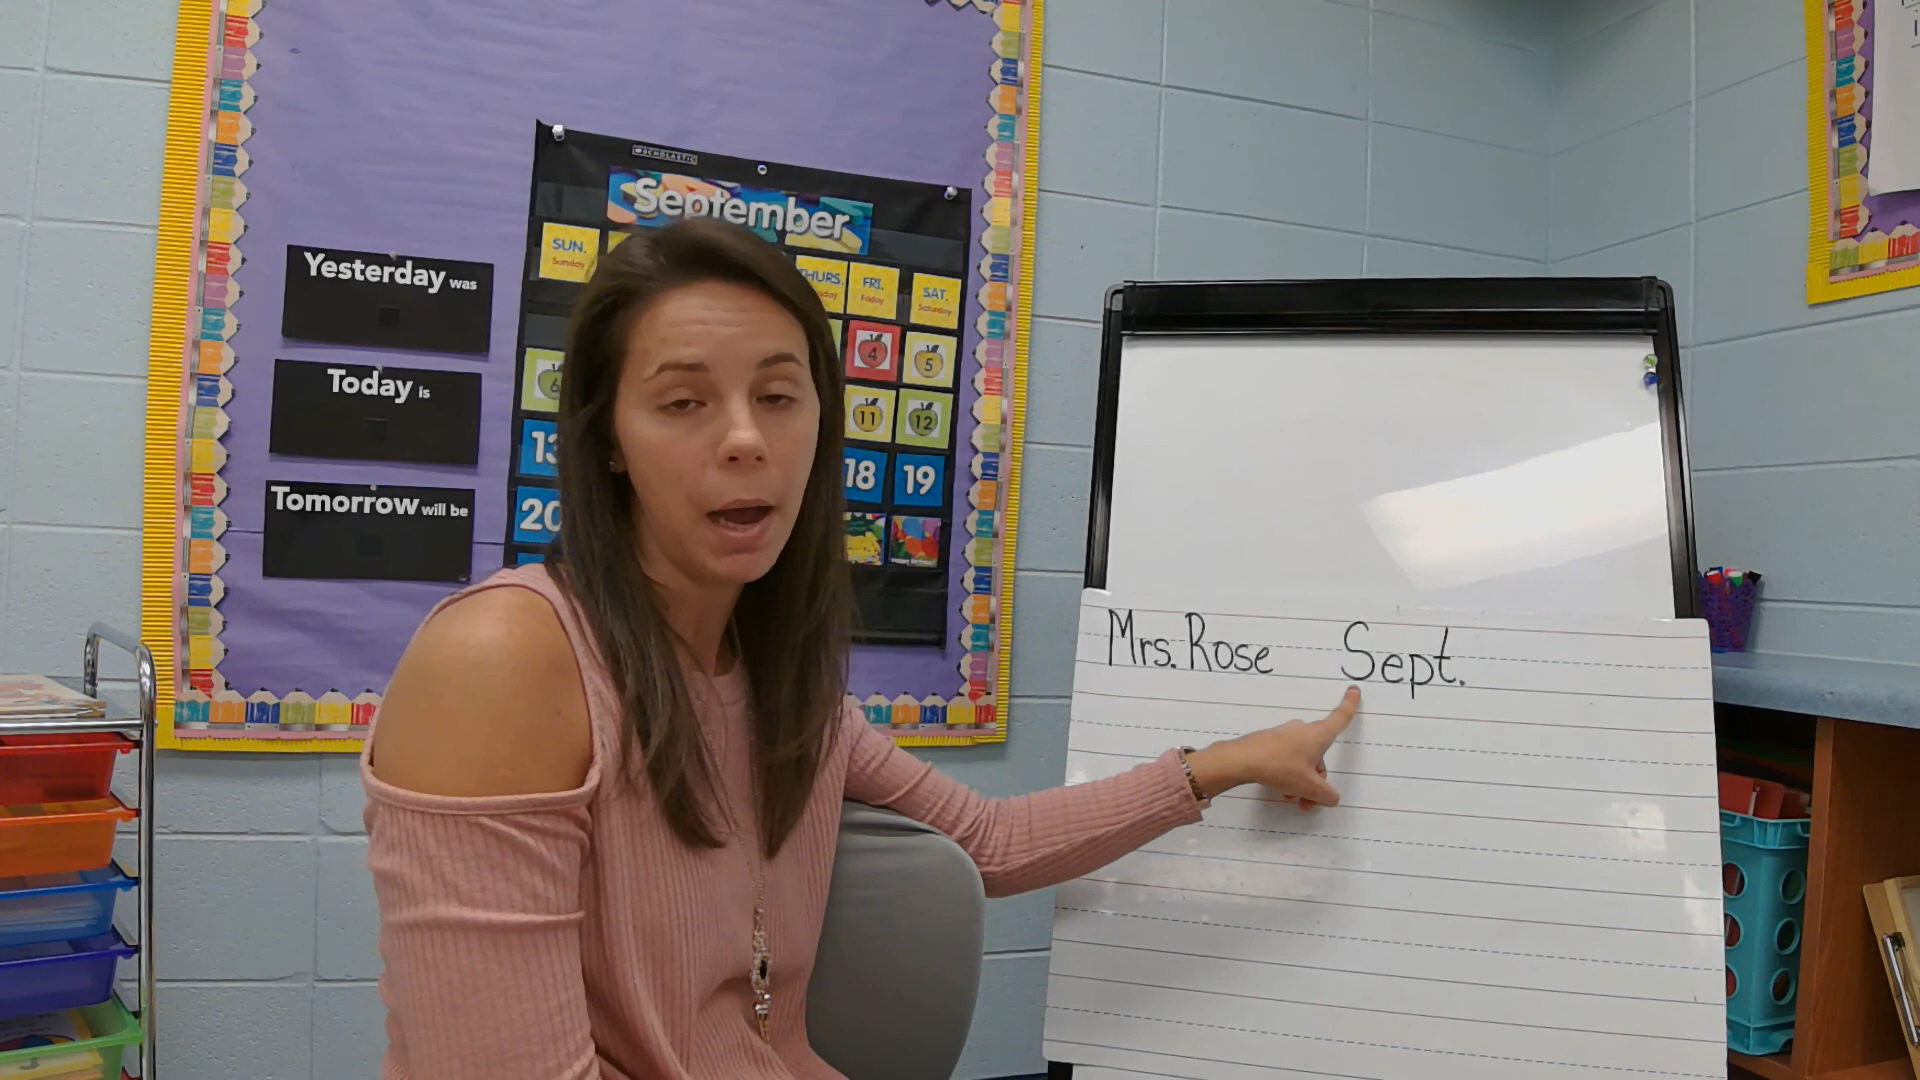 SCHOLASTIC
September
SUN. THURS. FRI. SAT.
Sunday Friday Saturday
4 5
6 11 12
13 18 19
20
Yesterday was
Today is
Tomorrow will be
Mrs. Rose Sept.